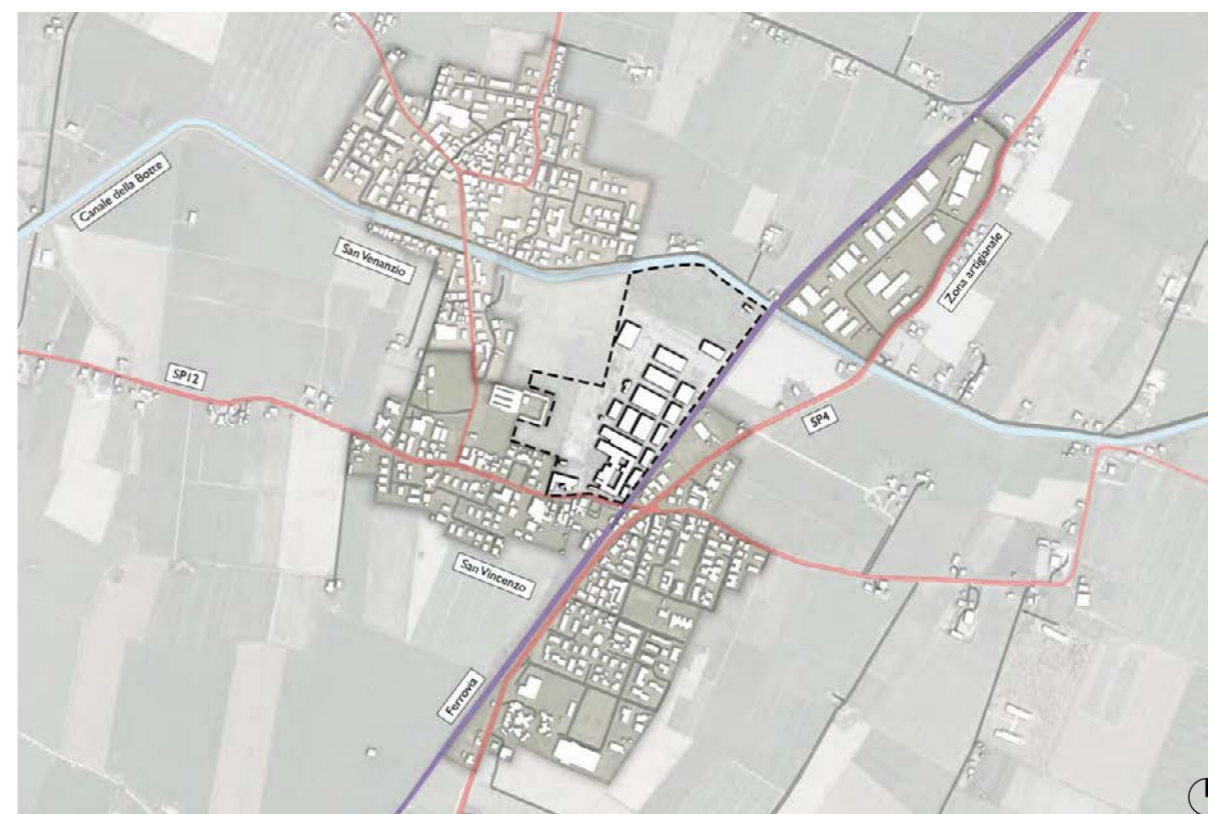 Canale della Botte
San Venanzio
Zona artigianale
SP12
SP4
San Vincenzo
Ferrovia